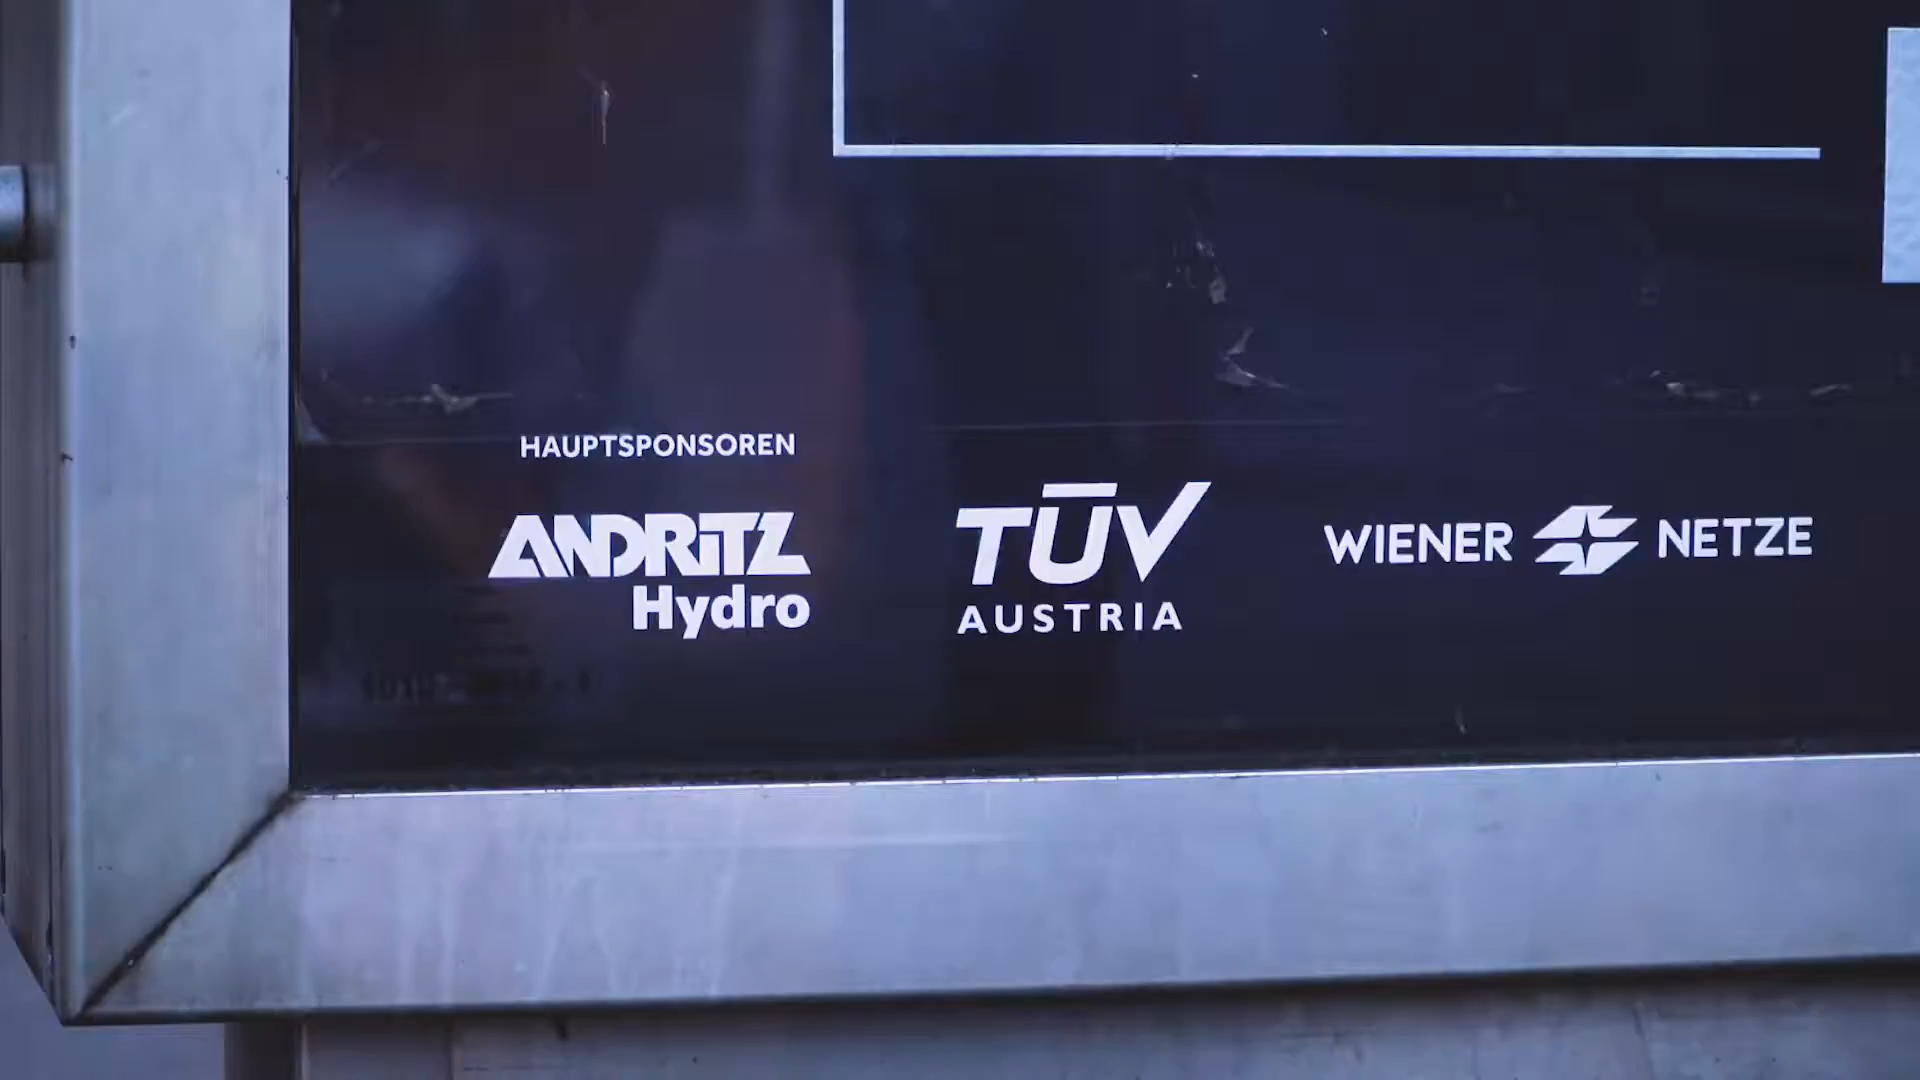 HAUPTSPONSOREN
ANDRITZ
Hydro
TÜV
AUSTRIA
WIENER NETZE